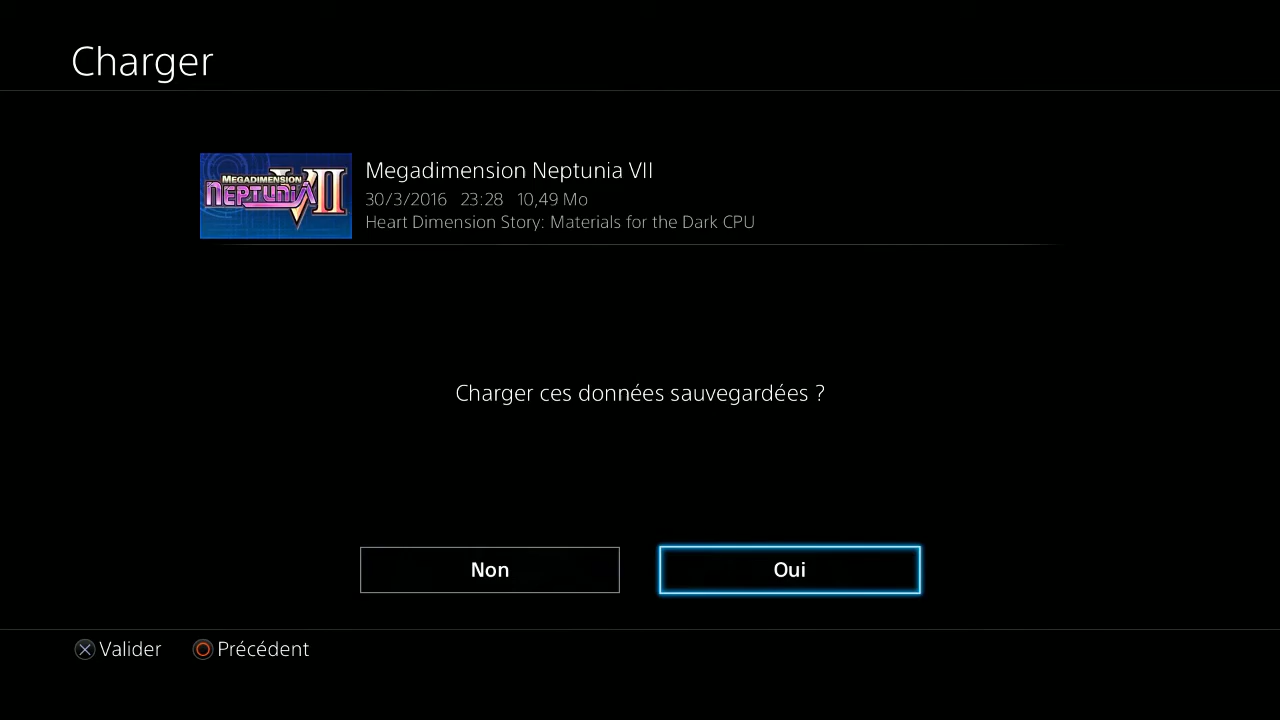 Charger
MEGADIMENSION
NEPTUNIA VII
Megadimension Neptunia VII
30/3/2016 23:28 10,49 Mo
Heart Dimension Story: Materials for the Dark CPU
Charger ces données sauvegardées ?
Non Oui
Valider Précédent